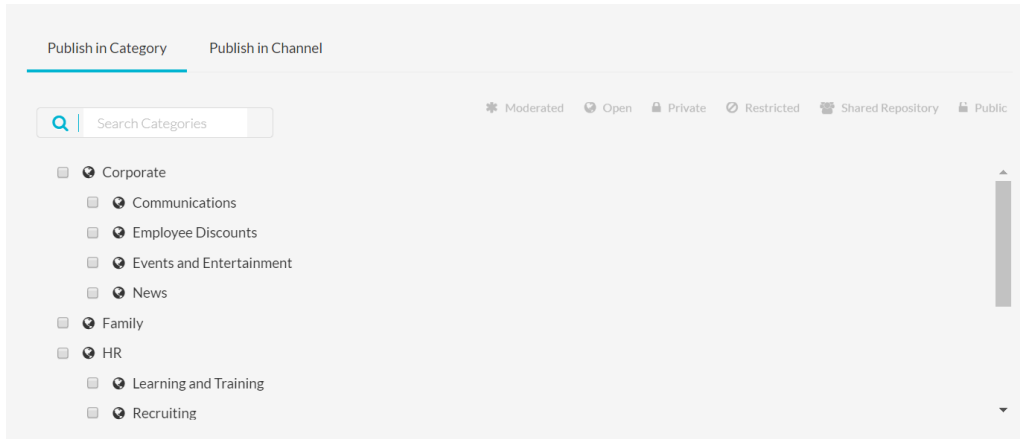 Publish in Category Publish in Channel
Search Categories Moderated Open Private Restricted Shared Repository Public
Corporate
Communications
Employee Discounts
Events and Entertainment
News
Family
HR
Learning and Training
Recruiting